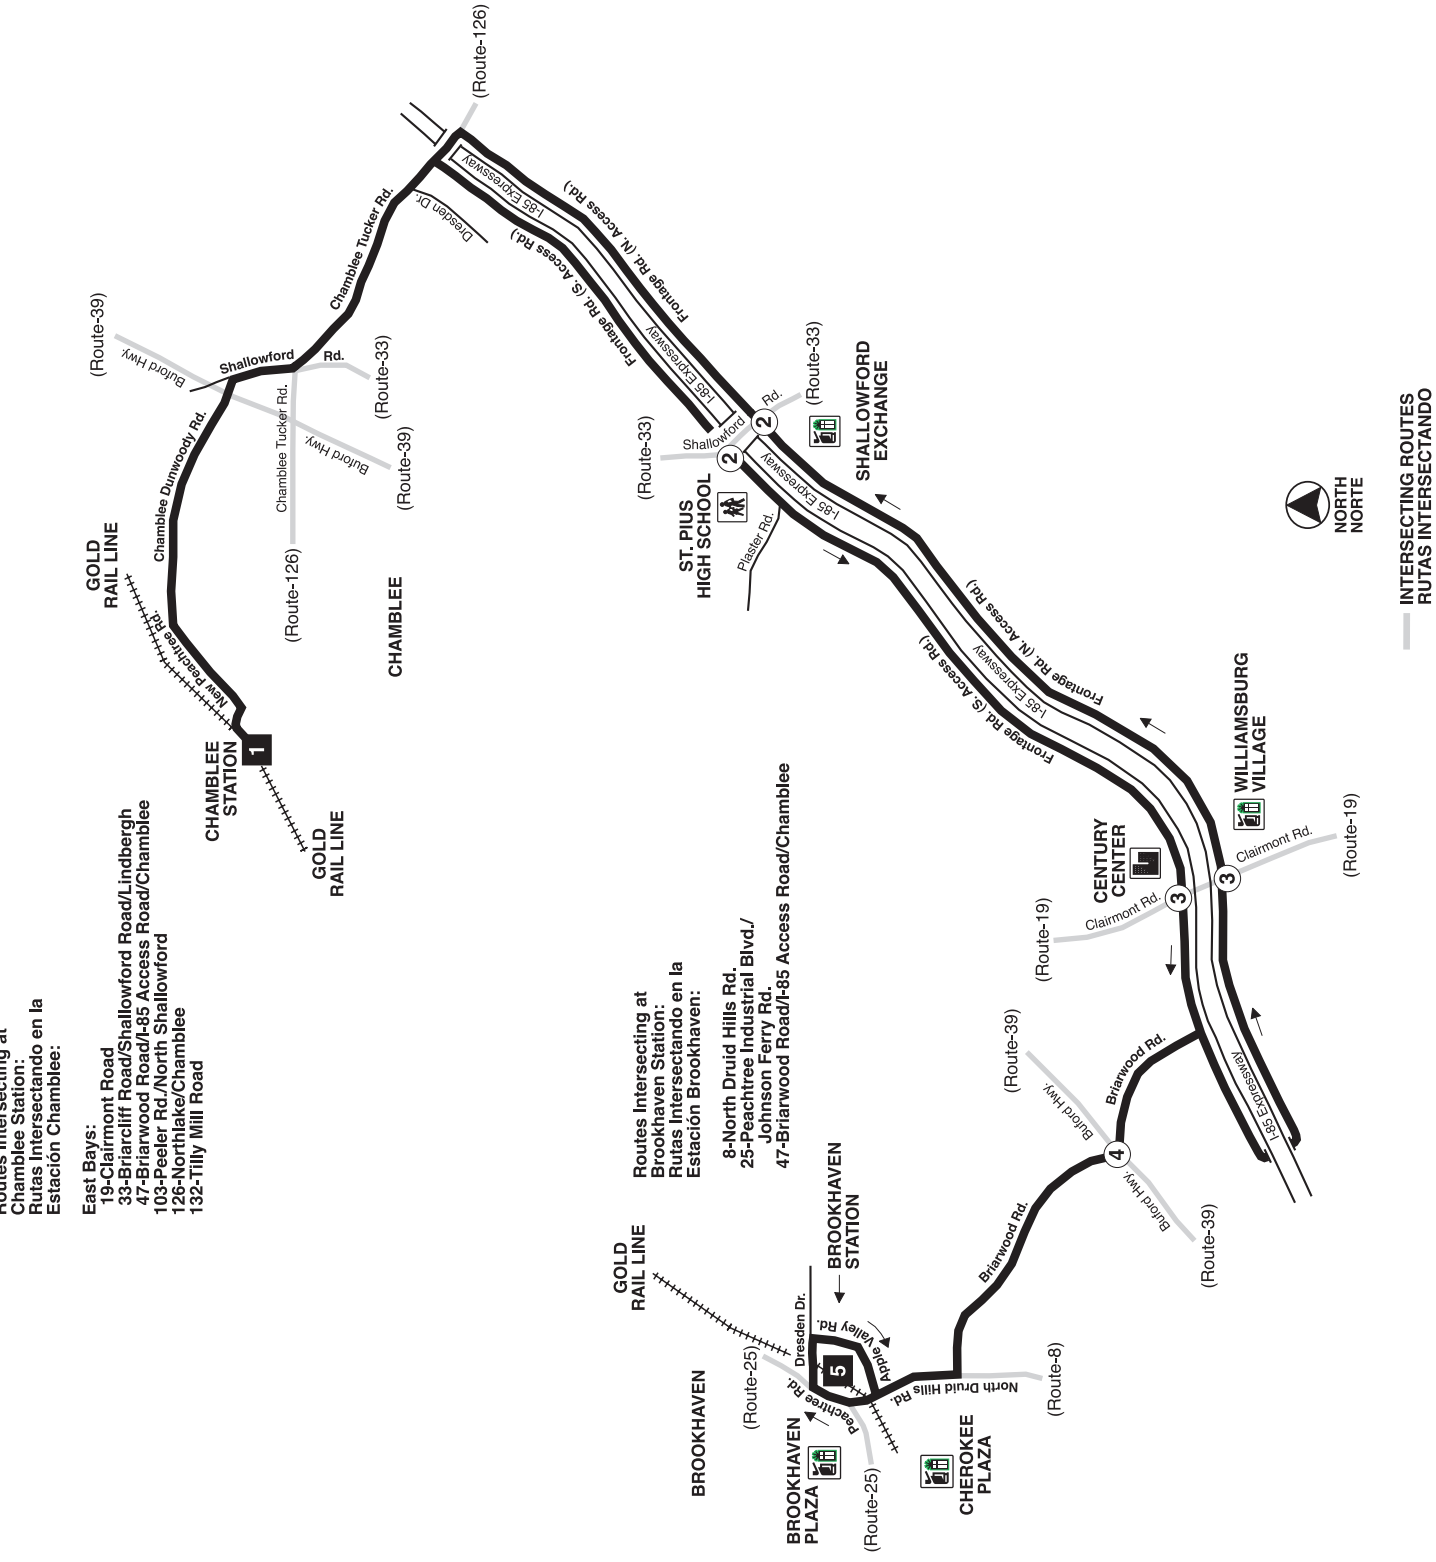 Chamblee Station:
Rutas Intersectando en la
Estación Chamblee:
East Bays:
19-Clairmont Road
33-Briarcliff Road/Shallowford Road/Lindbergh
47-Briarwood Road/I-85 Access Road/Chamblee
103-Peeler Rd./North Shallowford
126-Northlake/Chamblee
132-Tilly Mill Road
CHAMBLEE
STATION
1
GOLD
RAIL LINE
GOLD
RAIL LINE
New Peachtree Rd.
Chamblee Dunwoody Rd.
(Route-39)
Buford Hwy.
Shallowford
Rd.
Chamblee Tucker Rd.
(Route-126)
Buford Hwy.
(Route-39)
(Route-33)
CHAMBLEE
Chamblee Tucker Rd.
Dresden Dr.
(Route-126)
I-85 Expressway
Frontage Rd. (S. Access Rd.)
Frontage Rd. (N. Access Rd.)
I-85 Expressway
(Route-33)
Shallowford
Rd.
(Route-33)
2
2
ST. PIUS
HIGH SCHOOL
SHALLOWFORD
EXCHANGE
Plaster Rd.
I-85 Expressway
Frontage Rd. (S. Access Rd.)
I-85 Expressway
Frontage Rd. (N. Access Rd.)
CENTURY
CENTER
WILLIAMSBURG
VILLAGE
3
3
Clairmont Rd.
(Route-19)
Clairmont Rd.
(Route-19)
I-85 Expressway
Briarwood Rd.
(Route-39)
Buford Hwy.
4
Buford Hwy.
(Route-39)
Briarwood Rd.
Routes Intersecting at
Brookhaven Station:
Rutas Intersectando en la
Estación Brookhaven:
8-North Druid Hills Rd.
25-Peachtree Industrial Blvd./
Johnson Ferry Rd.
47-Briarwood Road/I-85 Access Road/Chamblee
GOLD
RAIL LINE
BROOKHAVEN
STATION
Dresden Dr.
Apple Valley Rd.
5
(Route-25)
Peachtree Rd.
North Druid Hills Rd.
(Route-8)
BROOKHAVEN
BROOKHAVEN
PLAZA
(Route-25)
CHEROKEE
PLAZA
NORTH
NORTE
INTERSECTING ROUTES
RUTAS INTERSECTANDO